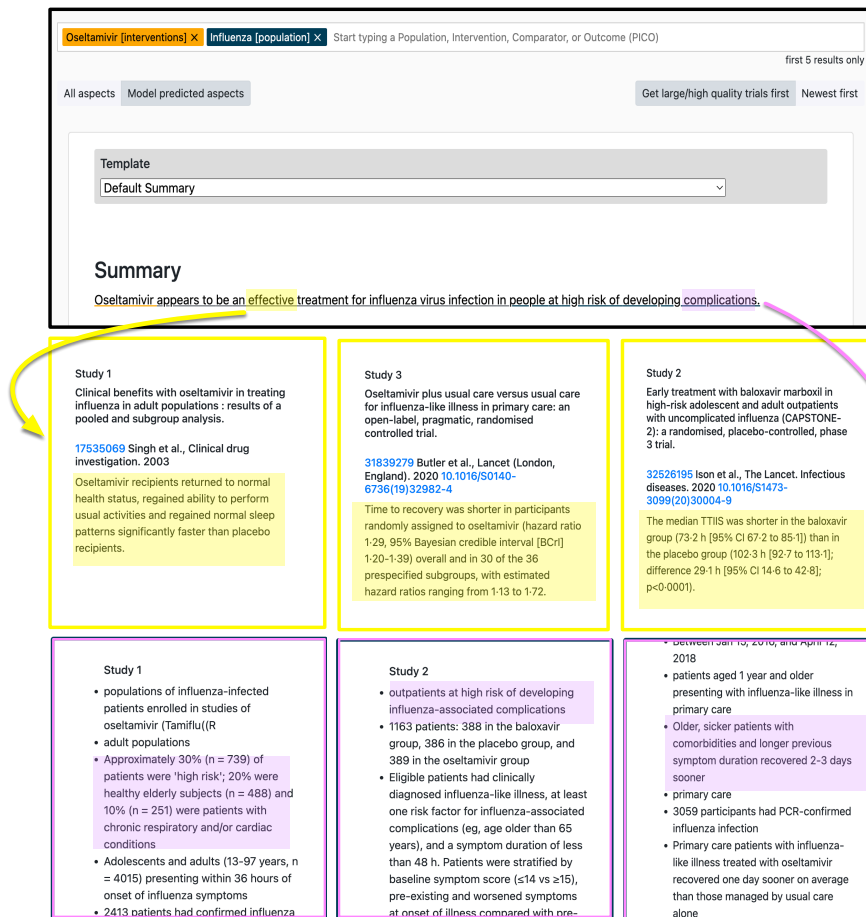 Oseltamivir [interventions] × Influenza [population] × Start typing a Population, Intervention, Comparator, or Outcome (PICO)
first 5 results only
All aspects Model predicted aspects Get large/high quality trials first Newest first
Template
Default Summary
Summary
Oseltamivir appears to be an effective treatment for influenza virus infection in people at high risk of developing complications.
Study 1
Clinical benefits with oseltamivir in treating
influenza in adult populations : results of a
pooled and subgroup analysis.
17535069 Singh et al., Clinical drug
investigation. 2003
Oseltamivir recipients returned to normal
health status, regained ability to perform
usual activities and regained normal sleep
patterns significantly faster than placebo
recipients.
Study 3
Oseltamivir plus usual care versus usual care
for influenza-like illness in primary care: an
open-label, pragmatic, randomised
controlled trial.
31839279 Butler et al., Lancet (London,
England). 2020 10.1016/S0140-
6736(19)32982-4
Time to recovery was shorter in participants
randomly assigned to oseltamivir (hazard ratio
1·29, 95% Bayesian credible interval [BCrI]
1·20-1·39) overall and in 30 of the 36
prespecified subgroups, with estimated
hazard ratios ranging from 1·13 to 1·72.
Study 2
Early treatment with baloxavir marboxil in
high-risk adolescent and adult outpatients
with uncomplicated influenza (CAPSTONE-
2): a randomised, placebo-controlled, phase
3 trial.
32526195 Ison et al., The Lancet. Infectious
diseases. 2020 10.1016/S1473-
3099(20)30004-9
The median TTIIS was shorter in the baloxavir
group (73·2 h [95% CI 67·2 to 85·1]) than in
the placebo group (102·3 h [92·7 to 113·1];
difference 29·1 h [95% CI 14·6 to 42·8];
p<0·0001).
Study 1
• populations of influenza-infected
patients enrolled in studies of
oseltamivir (Tamiflu((R
• adult populations
• Approximately 30% (n = 739) of
patients were 'high risk'; 20% were
healthy elderly subjects (n = 488) and
10% (n = 251) were patients with
chronic respiratory and/or cardiac
conditions
• Adolescents and adults (13-97 years, n
= 4015) presenting within 36 hours of
onset of influenza symptoms
• 2413 patients had confirmed influenza
Study 2
• outpatients at high risk of developing
influenza-associated complications
• 1163 patients: 388 in the baloxavir
group, 386 in the placebo group, and
389 in the oseltamivir group
• Eligible patients had clinically
diagnosed influenza-like illness, at least
one risk factor for influenza-associated
complications (eg, age older than 65
years), and a symptom duration of less
than 48 h. Patients were stratified by
baseline symptom score (≤14 vs ≥15),
pre-existing and worsened symptoms
at onset of illness compared with pre-
• Between Jan 15, 2016, and April 12,
2018
• patients aged 1 year and older
presenting with influenza-like illness in
primary care
• Older, sicker patients with
comorbidities and longer previous
symptom duration recovered 2-3 days
sooner
• primary care
• 3059 participants had PCR-confirmed
influenza infection
• Primary care patients with influenza-
like illness treated with oseltamivir
recovered one day sooner on average
than those managed by usual care
alone